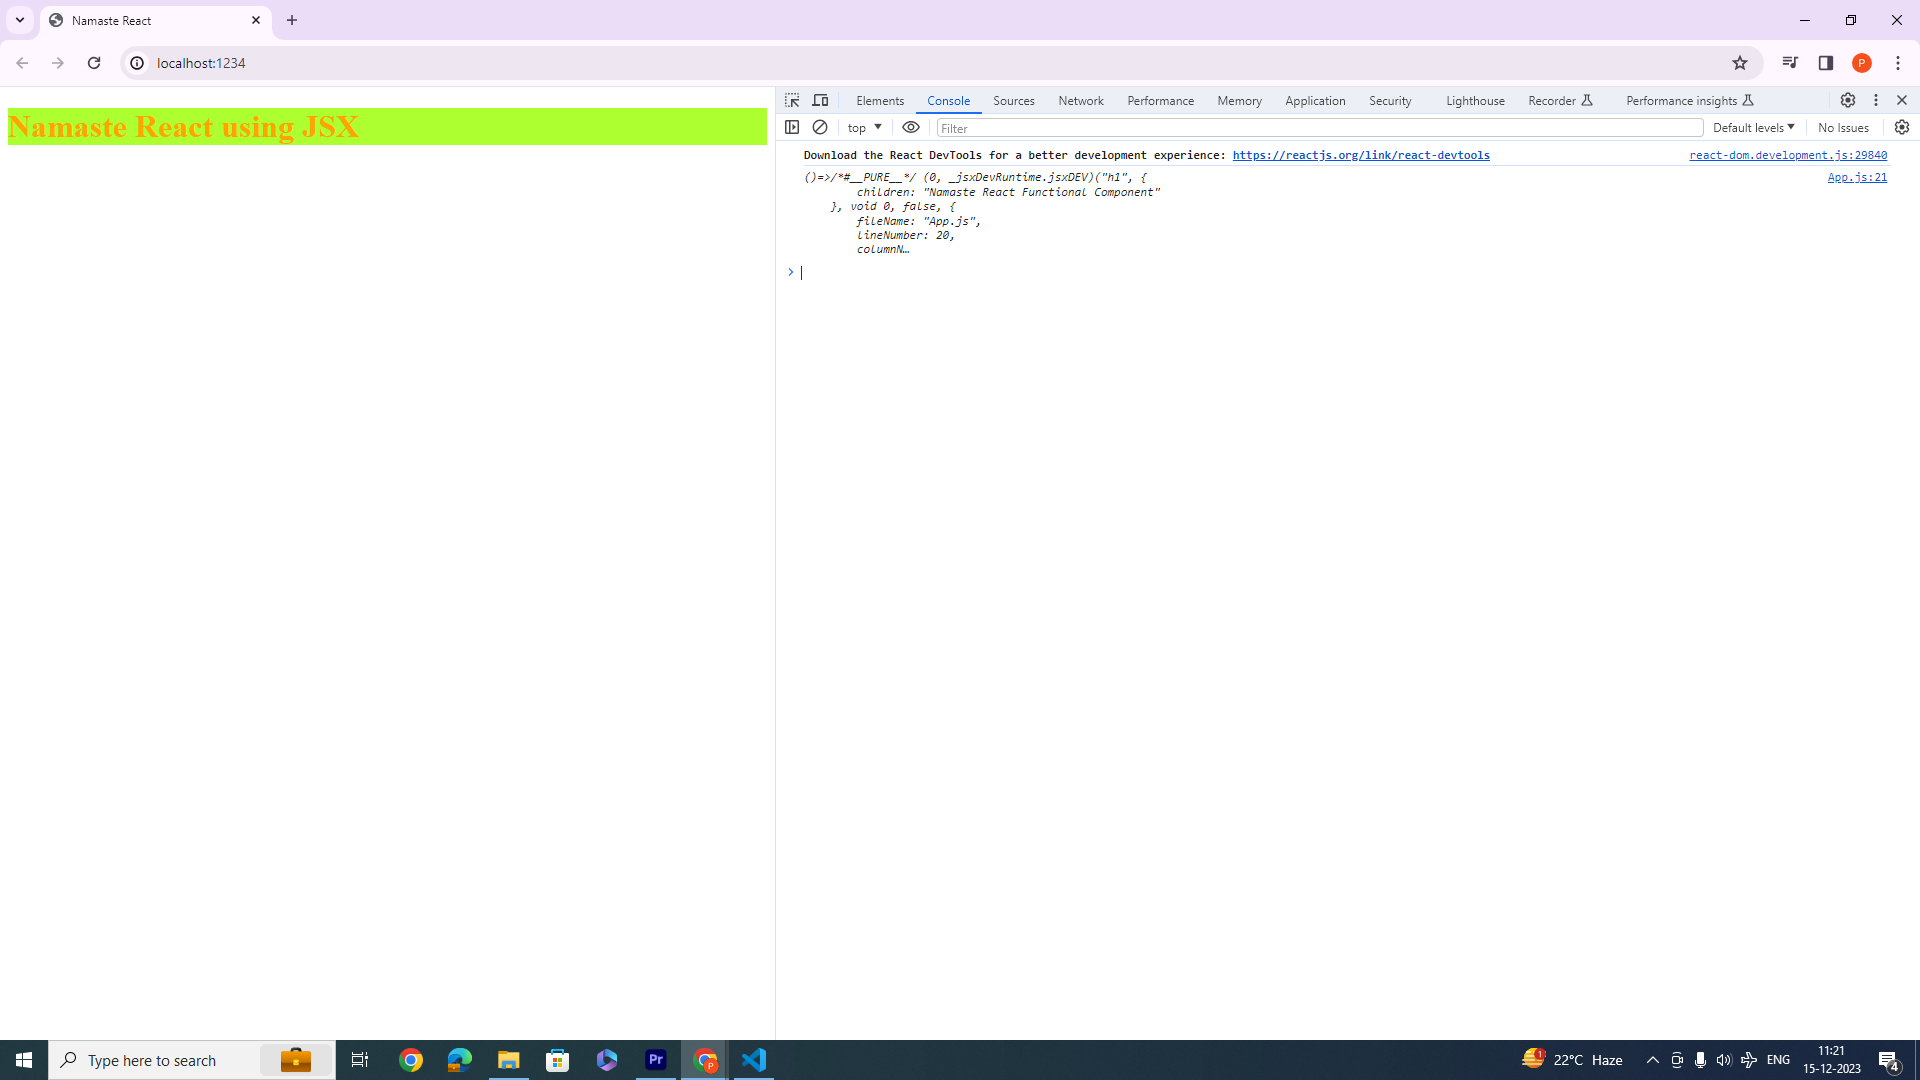 Namaste React
localhost:1234
P
Namaste React using JSX
Elements Console Sources Network Performance Memory Application Security Lighthouse Recorder Performance insights
top Filter Default levels No Issues
Download the React DevTools for a better development experience: https://reactjs.org/link/react-devtools react-dom.development.js:29840
()=>/*#__PURE__*/ (0, _jsxDevRuntime.jsxDEV)("h1", { App.js:21
children: "Namaste React Functional Component"
}, void 0, false, {
fileName: "App.js",
lineNumber: 20,
columnN…
>
Type here to search Pr P 1 22°C Haze ENG 11:21
15-12-2023 4